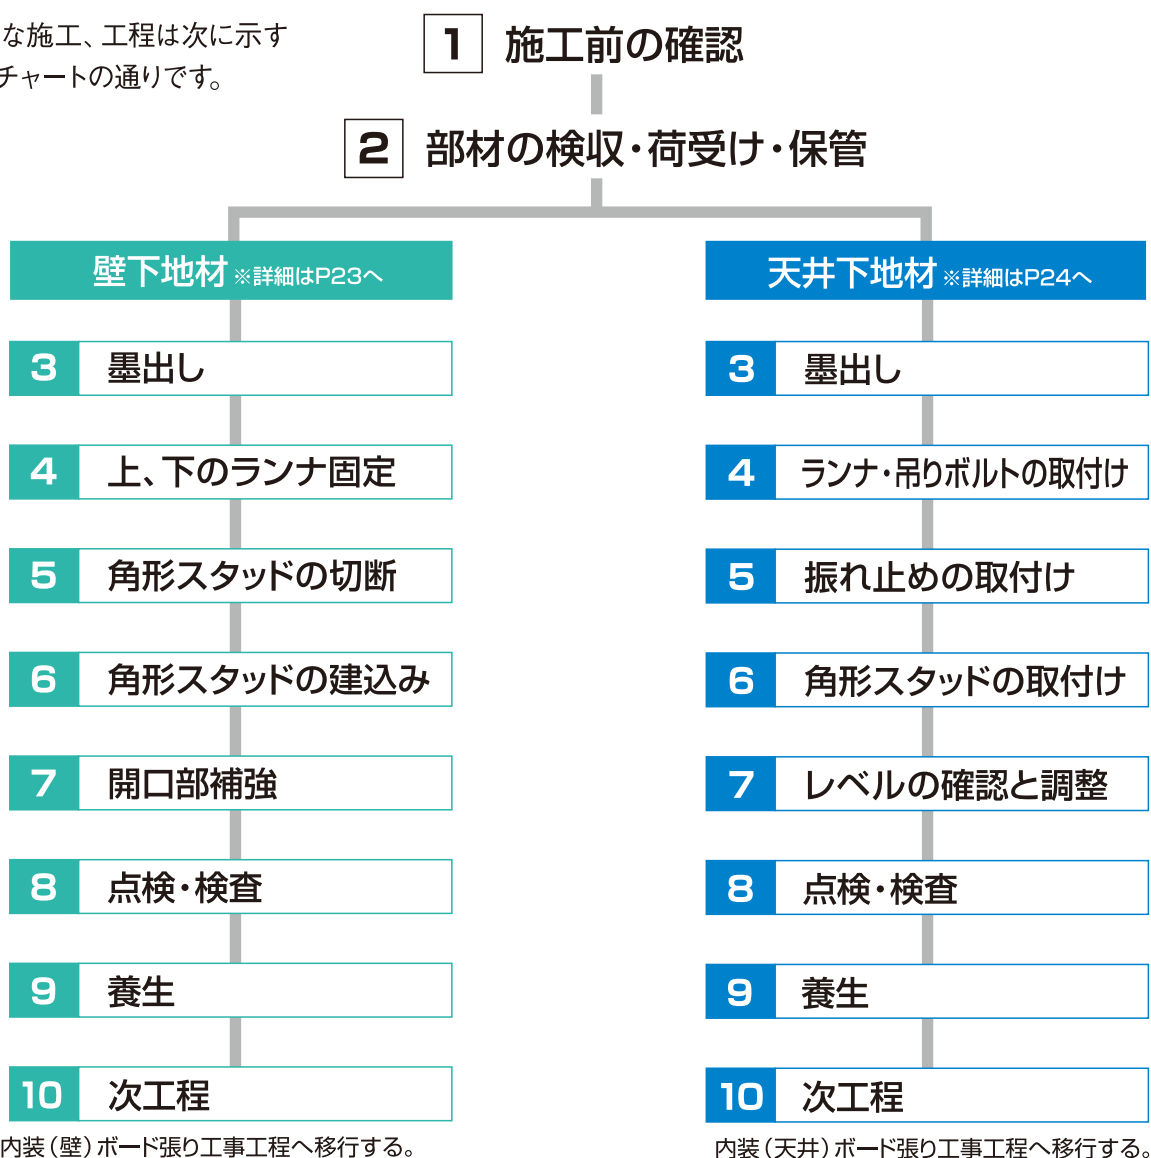 な施工、工程は次に示す
チャートの通りです。
1 施工前の確認
2 部材の検収・荷受け・保管
壁下地材 ※詳細はP23へ
3 墨出し
4 上、下のランナ固定
5 角形スタッドの切断
6 角形スタッドの建込み
7 開口部補強
8 点検・検査
9 養生
10 次工程
内装（壁）ボード張り工事工程へ移行する。
天井下地材 ※詳細はP24へ
3 墨出し
4 ランナ・吊りボルトの取付け
5 振れ止めの取付け
6 角形スタッドの取付け
7 レベルの確認と調整
8 点検・検査
9 養生
10 次工程
内装（天井）ボード張り工事工程へ移行する。